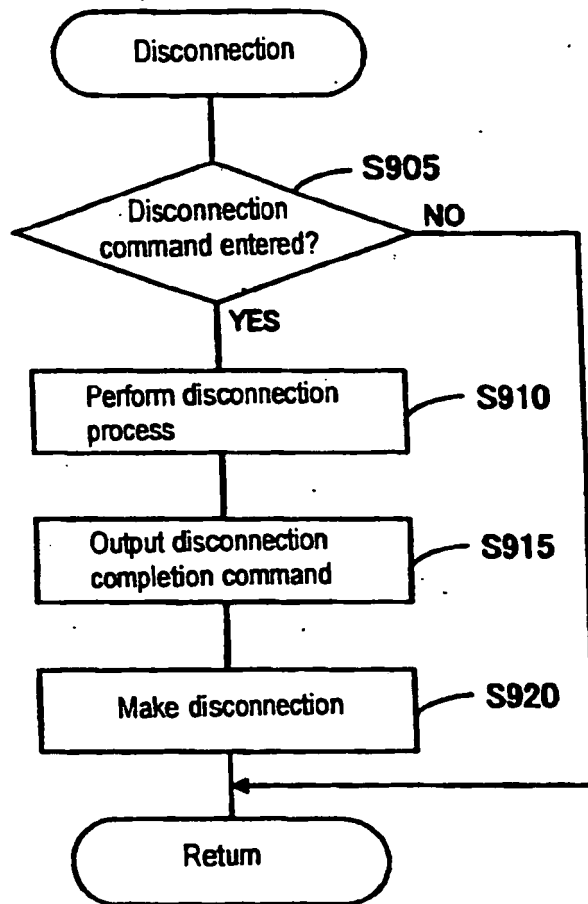 Disconnection
S905
Disconnection
command entered?
NO
YES
Perform disconnection
process
S910
Output disconnection
completion command
S915
Make disconnection
S920
Return